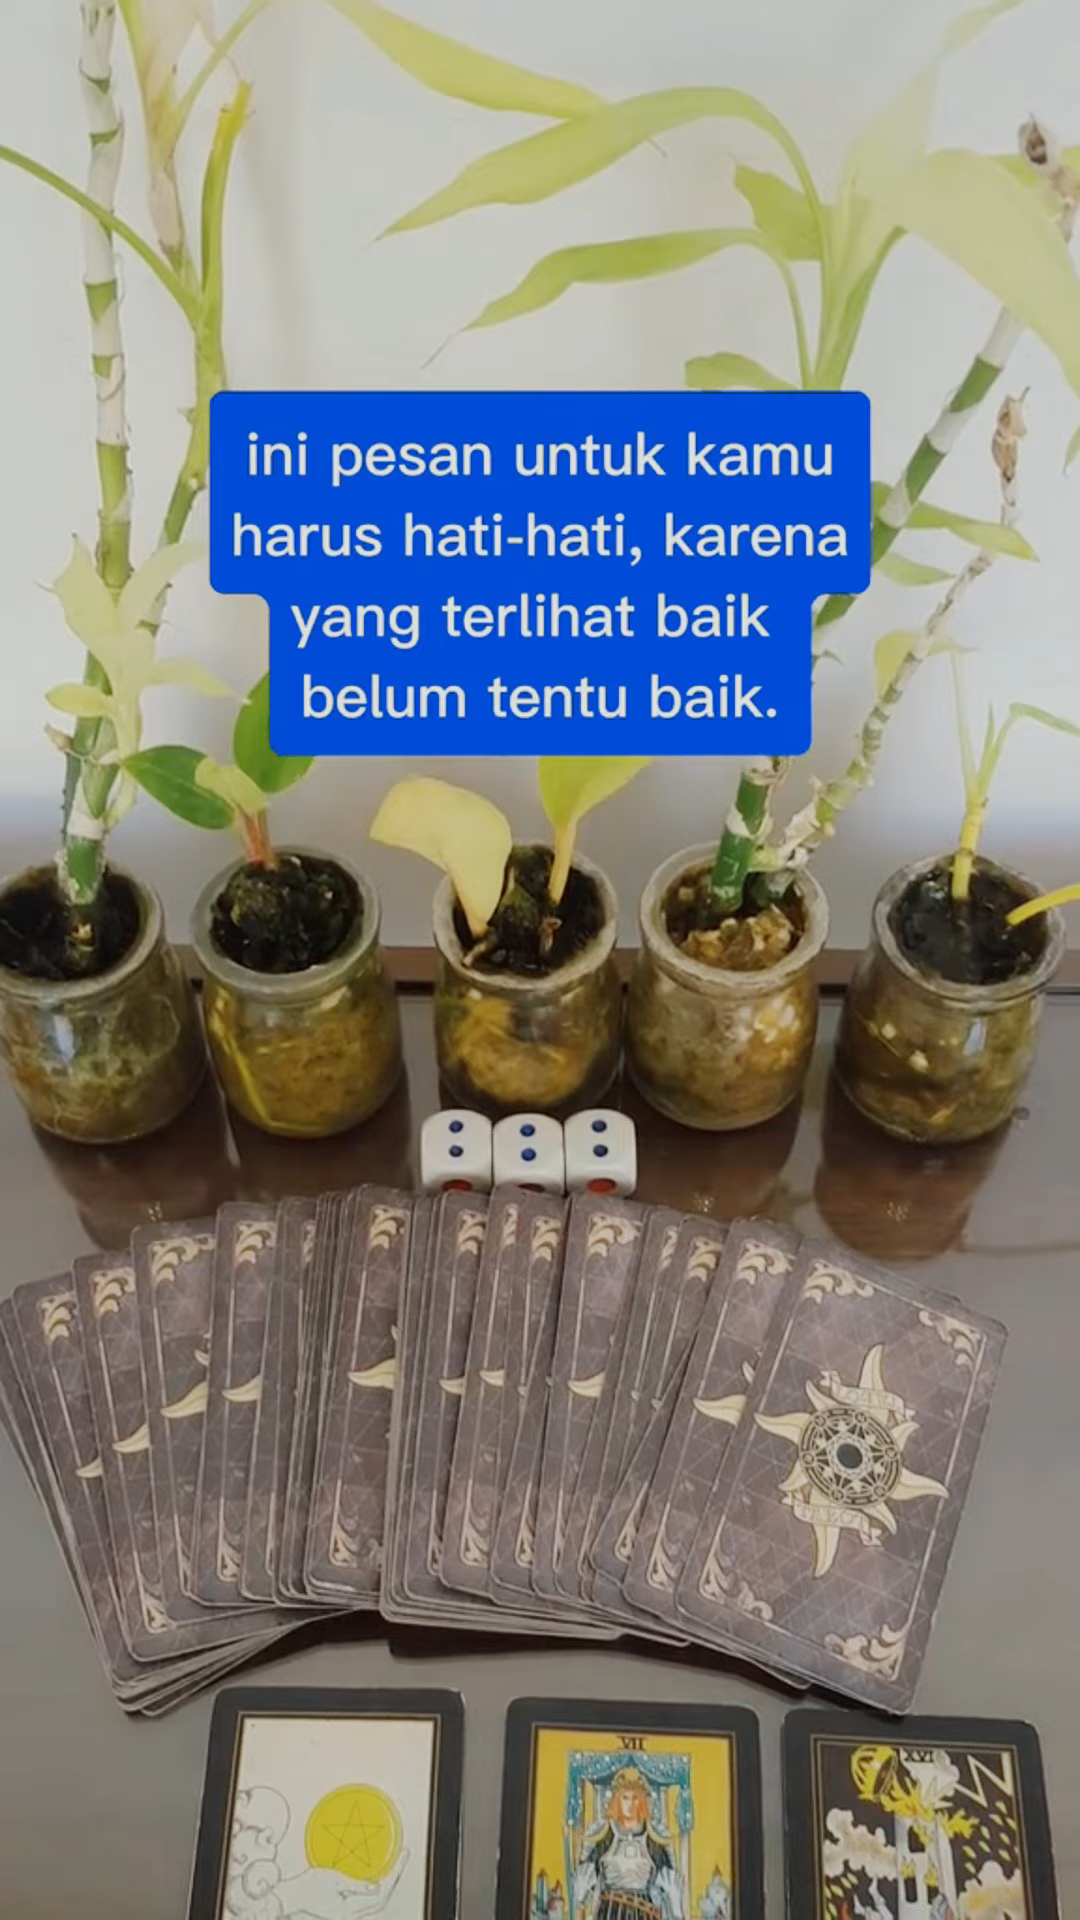 ini pesan untuk kamu
harus hati-hati, karena
yang terlihat baik
belum tentu baik.
VII
XVI